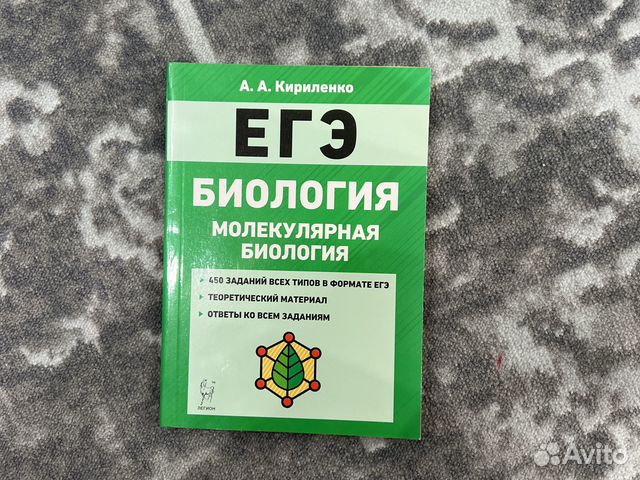 А. А. Кириленко
ЕГЭ
БИОЛОГИЯ
МОЛЕКУЛЯРНАЯ
БИОЛОГИЯ
450 ЗАДАНИЙ ВСЕХ ТИПОВ В ФОРМАТЕ ЕГЭ
ТЕОРЕТИЧЕСКИЙ МАТЕРИАЛ
ОТВЕТЫ КО ВСЕМ ЗАДАНИЯМ
ЛЕГИОН
Avito